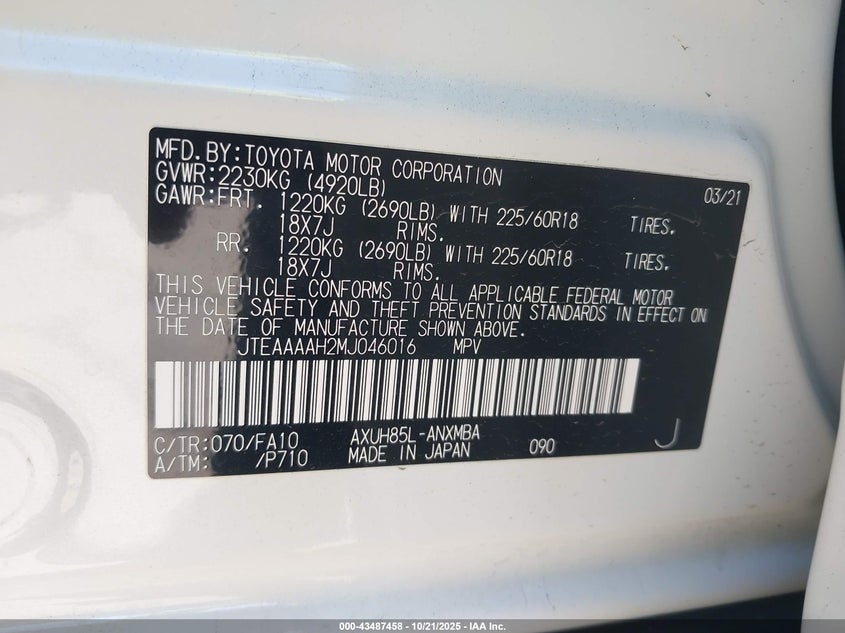 MFD.BY:TOYOTA MOTOR CORPORATION 03/21
GVWR:2230KG (4920LB)
GAWR:FRT. 1220KG (2690LB) WITH 225/60R18 TIRES.
18X7J RIMS.
RR. 1220KG (2690LB) WITH 225/60R18 TIRES.
18X7J RIMS.
THIS VEHICLE CONFORMS TO ALL APPLICABLE FEDERAL MOTOR
VEHICLE SAFETY AND THEFT PREVENTION STANDARDS IN EFFECT ON
THE DATE OF MANUFACTURE SHOWN ABOVE.
JTEAAAAH2MJ046016 MPV
C/TR:070/FA10 AXUH85L-ANXMBA
A/TM: /P710 MADE IN JAPAN 090 J
000-43487458 - 10/21/2025 - IAA Inc.